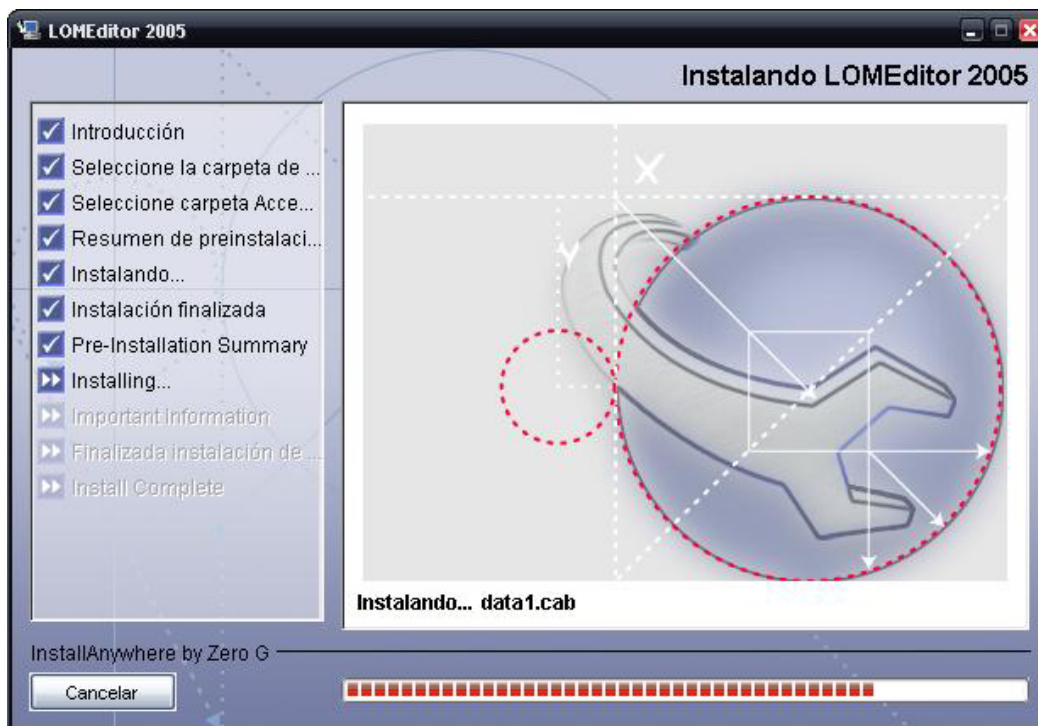 LOMEditor 2005
Instalando LOMEditor 2005
Introducción
Seleccione la carpeta de ...
Seleccione carpeta Acce...
Resumen de preinstalaci...
Instalando...
Instalación finalizada
Pre-Installation Summary
Installing...
Important Information
Finalizada instalación de ...
Install Complete
X
Y
Instalando... data1.cab
InstallAnywhere by Zero G
Cancelar